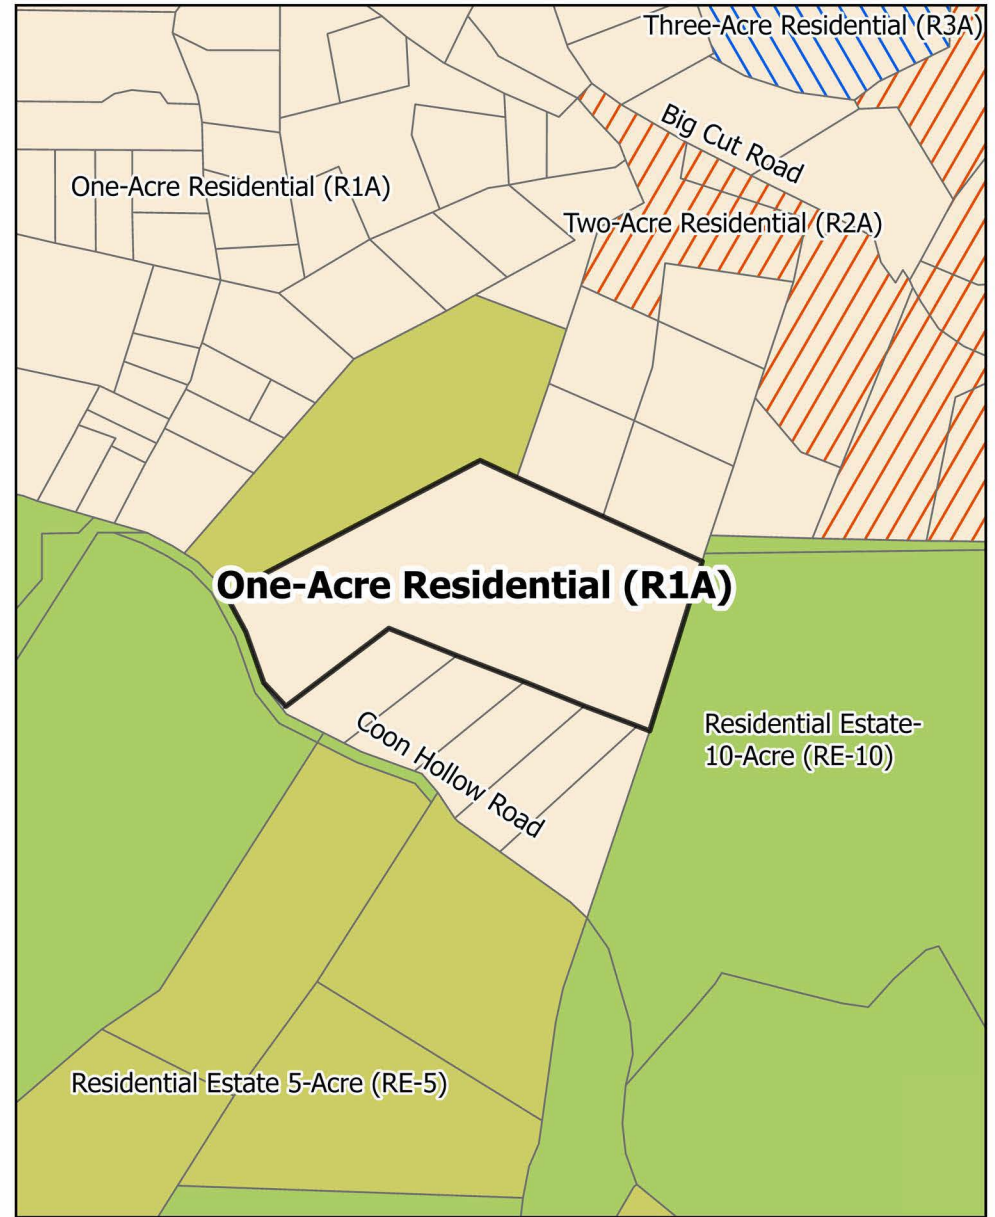 Three-Acre Residential (R3A)
Big Cut Road
One-Acre Residential (R1A)
Two-Acre Residential (R2A)
One-Acre Residential (R1A)
Residential Estate-
10-Acre (RE-10)
Coon Hollow Road
Residential Estate 5-Acre (RE-5)